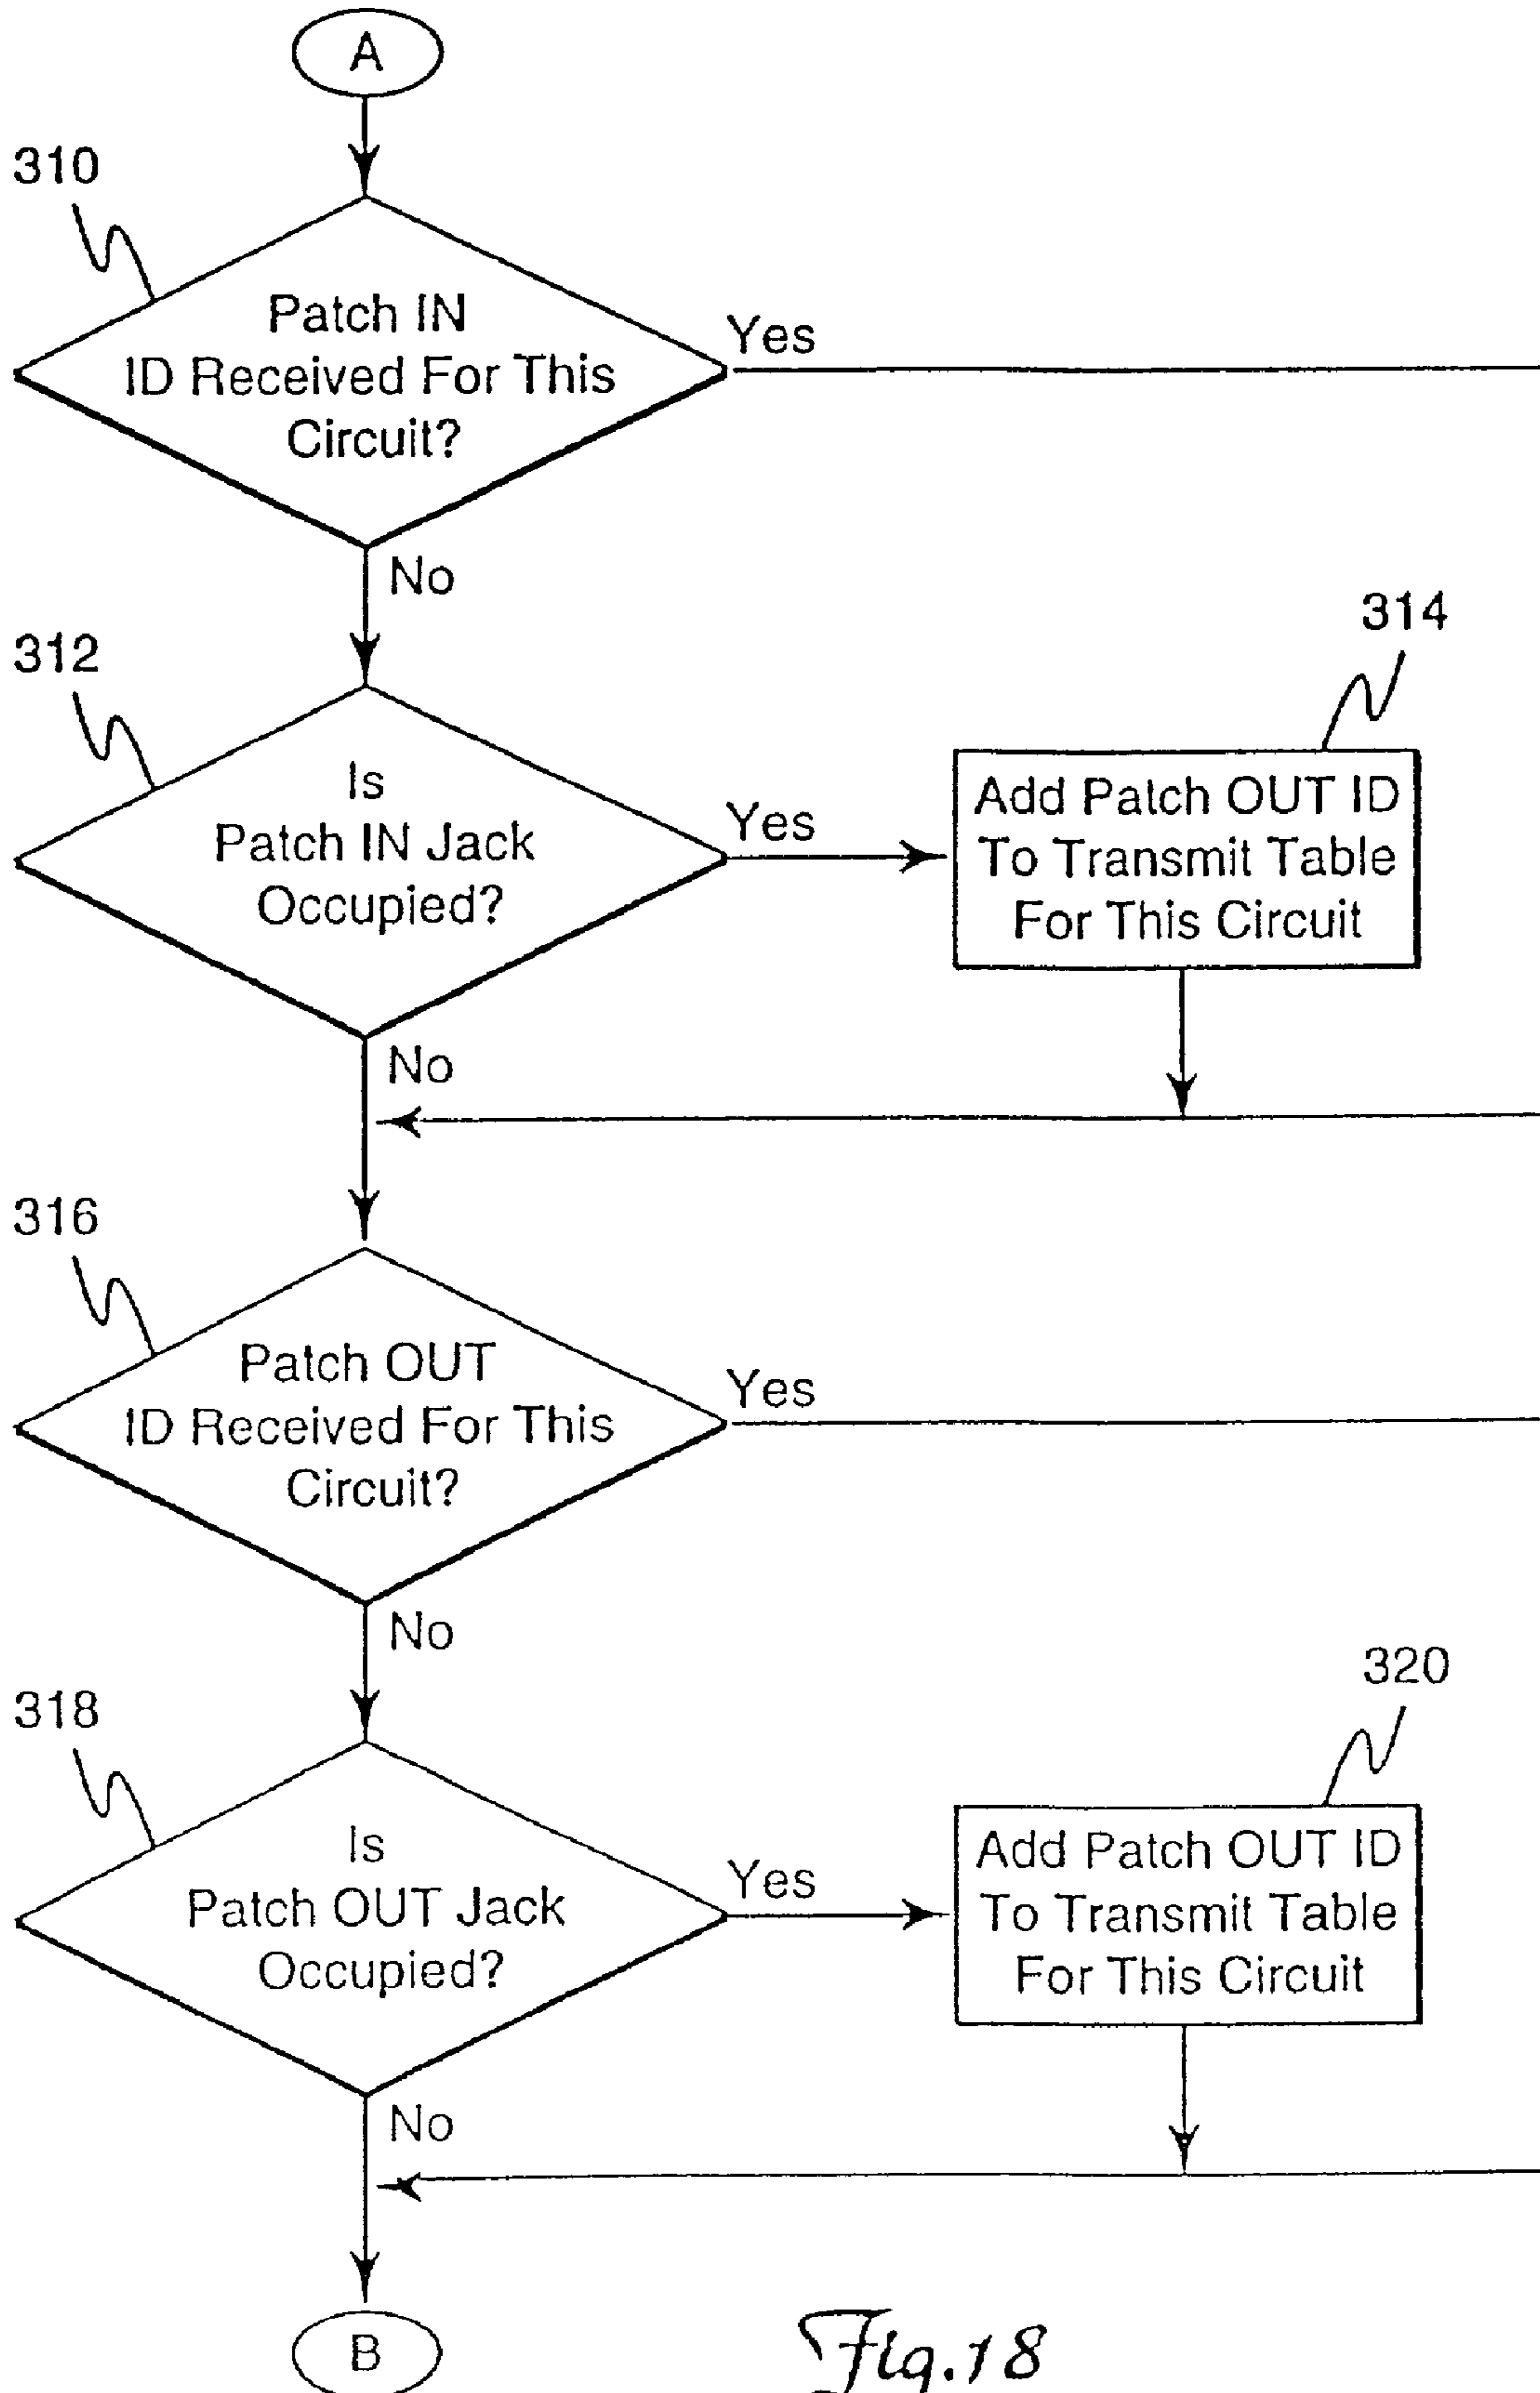 A
310
Patch IN
ID Received For This
Circuit?
Yes
No
312
Is
Patch IN Jack
Occupied?
Yes
No
314
Add Patch OUT ID
To Transmit Table
For This Circuit
316
Patch OUT
ID Received For This
Circuit?
Yes
No
318
Is
Patch OUT Jack
Occupied?
Yes
No
320
Add Patch OUT ID
To Transmit Table
For This Circuit
B
Fig.18